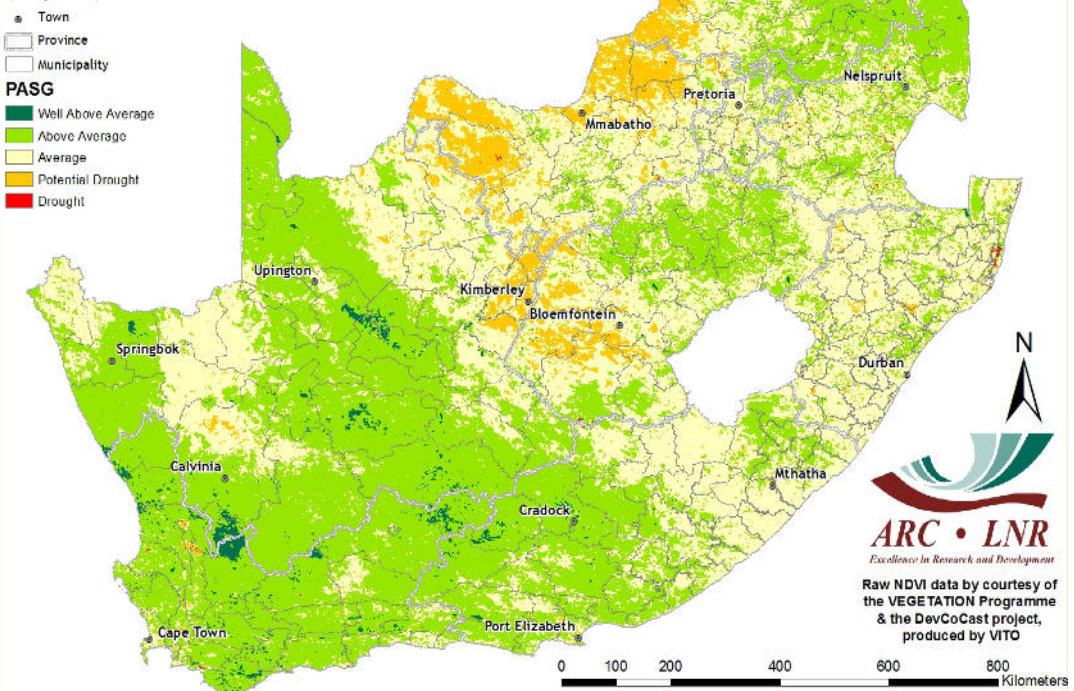 Town
Province
Municipality
PASG
Well Above Average
Above Average
Average
Potential Drought
Drought
Nelspruit
Pretoria
Mmabatho
Upington
Kimberley
Bloemfontein
Springbok
Durban
N
Calvinia
Mthatha
Cradock
ARC • LNR
Excellence in Research and Development
Raw NDVI data by courtesy of
the VEGETATION Programme
& the DevCoCast project,
produced by VITO
Port Elizabeth
Cape Town
0 100 200 400 600 800
Kilometers